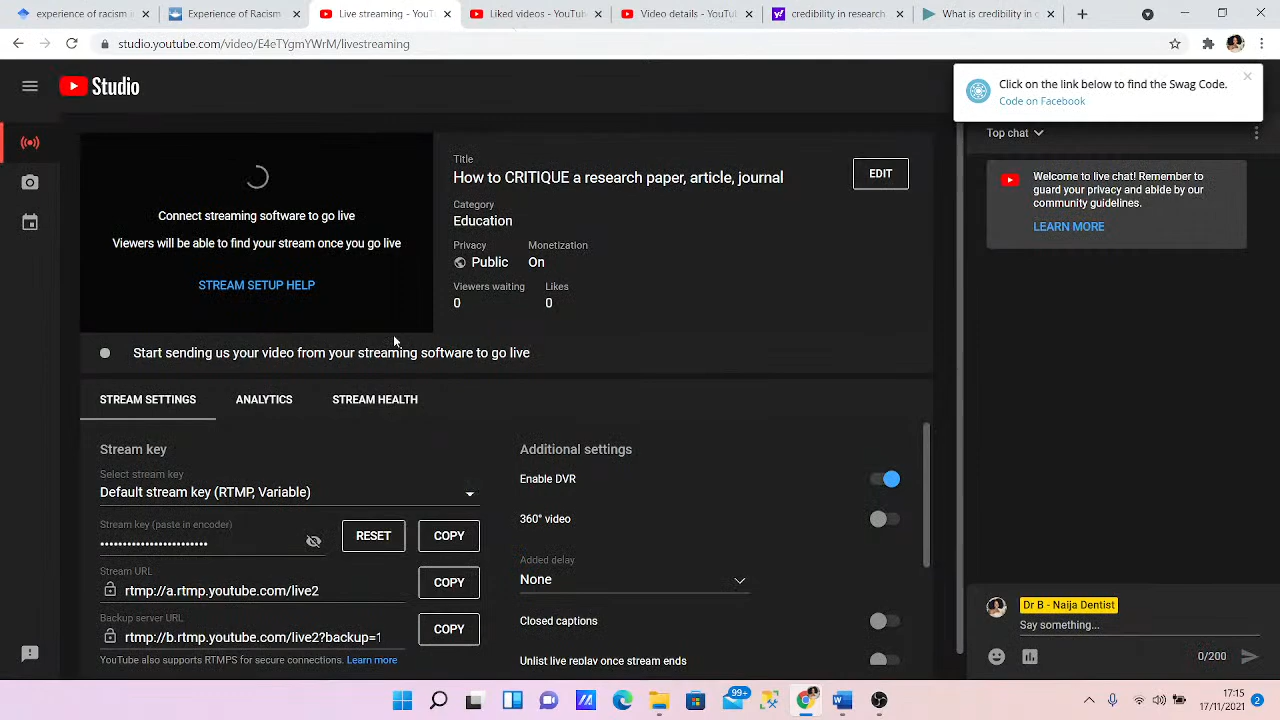 experience of racism in
Experience of Racism
Live streaming - YouTu
Liked videos - YouTube
Video details - YouTube
credibility in research
What is credibility in
studio.youtube.com/video/E4eTYgmYWrM/livestreaming
Studio
Click on the link below to find the Swag Code.
Code on Facebook
Connect streaming software to go live
Viewers will be able to find your stream once you go live
STREAM SETUP HELP
Title
How to CRITIQUE a research paper, article, journal
EDIT
Category
Education
Privacy
Monetization
Public
On
Viewers waiting
Likes
0
0
Start sending us your video from your streaming software to go live
Top chat
Welcome to live chat! Remember to
guard your privacy and abide by our
community guidelines.
LEARN MORE
STREAM SETTINGS
ANALYTICS
STREAM HEALTH
Stream key
Select stream key
Default stream key (RTMP, Variable)
Stream key (paste in encoder)
••••••••••••••••••••••••
RESET
COPY
Stream URL
rtmp://a.rtmp.youtube.com/live2
COPY
Backup server URL
rtmp://b.rtmp.youtube.com/live2?backup=1
COPY
YouTube also supports RTMPS for secure connections. Learn more
Additional settings
Enable DVR
360° video
Added delay
None
Closed captions
Unlist live replay once stream ends
Dr B - Naija Dentist
Say something...
0/200
99+
17:15
17/11/2021
2